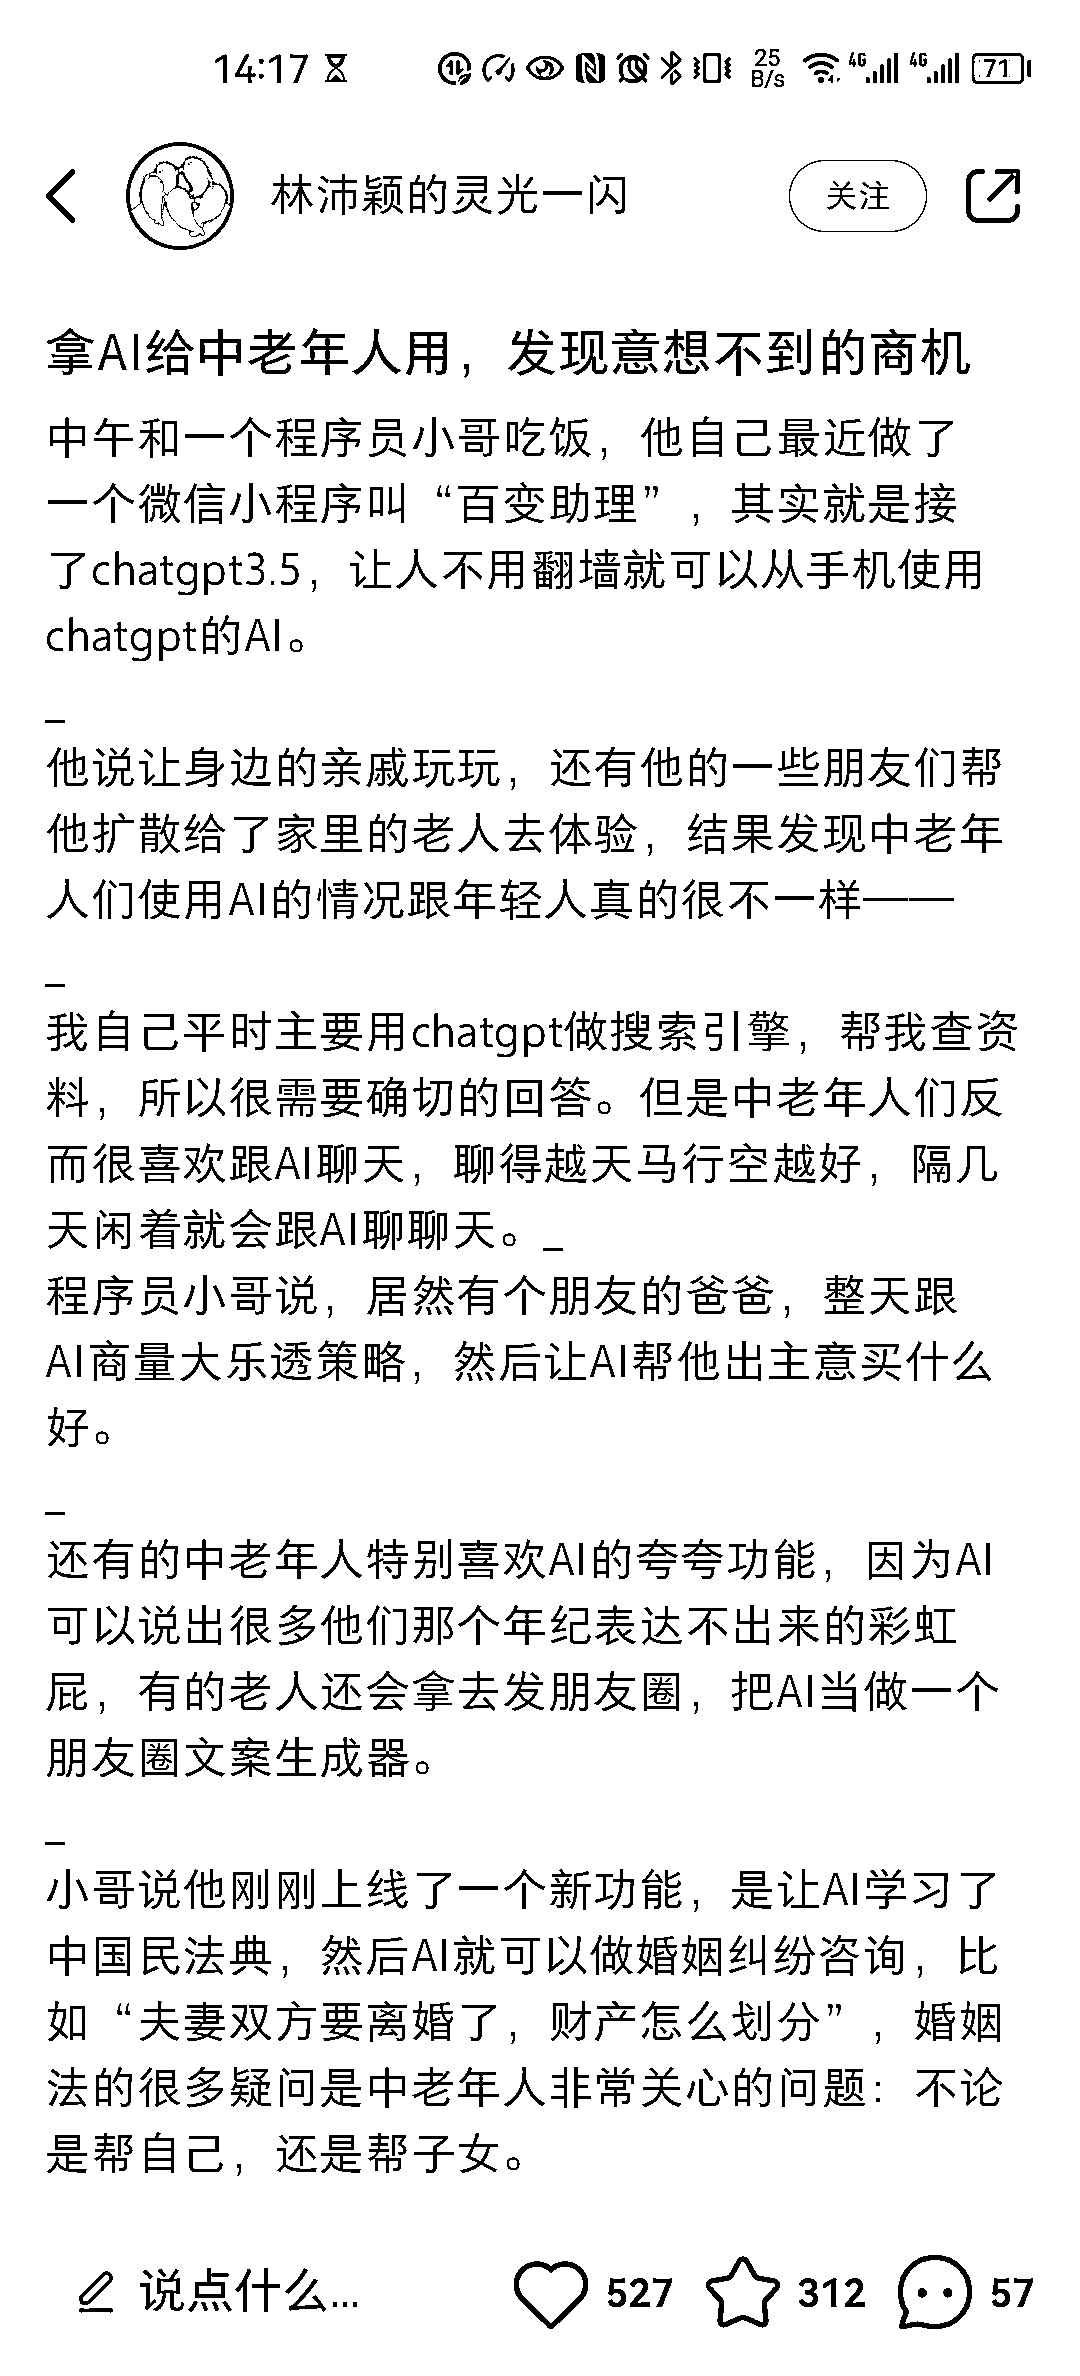 14:17
25
B/s
4G
4G
71
林沛颖的灵光一闪
关注
拿AI给中老年人用，发现意想不到的商机
中午和一个程序员小哥吃饭，他自己最近做了
一个微信小程序叫“百变助理”，其实就是接
了chatgpt3.5，让人不用翻墙就可以从手机使用
chatgpt的AI。
_
他说让身边的亲戚玩玩，还有他的一些朋友们帮
他扩散给了家里的老人去体验，结果发现中老年
人们使用AI的情况跟年轻人真的很不一样——
_
我自己平时主要用chatgpt做搜索引擎，帮我查资
料，所以很需要确切的回答。但是中老年人们反
而很喜欢跟AI聊天，聊得越天马行空越好，隔几
天闲着就会跟AI聊聊天。_
程序员小哥说，居然有个朋友的爸爸，整天跟
AI商量大乐透策略，然后让AI帮他出主意买什么
好。
_
还有的中老年人特别喜欢AI的夸夸功能，因为AI
可以说出很多他们那个年纪表达不出来的彩虹
屁，有的老人还会拿去发朋友圈，把AI当做一个
朋友圈文案生成器。
_
小哥说他刚刚上线了一个新功能，是让AI学习了
中国民法典，然后AI就可以做婚姻纠纷咨询，比
如“夫妻双方要离婚了，财产怎么划分”，婚姻
法的很多疑问是中老年人非常关心的问题：不论
是帮自己，还是帮子女。
说点什么...
527
312
57